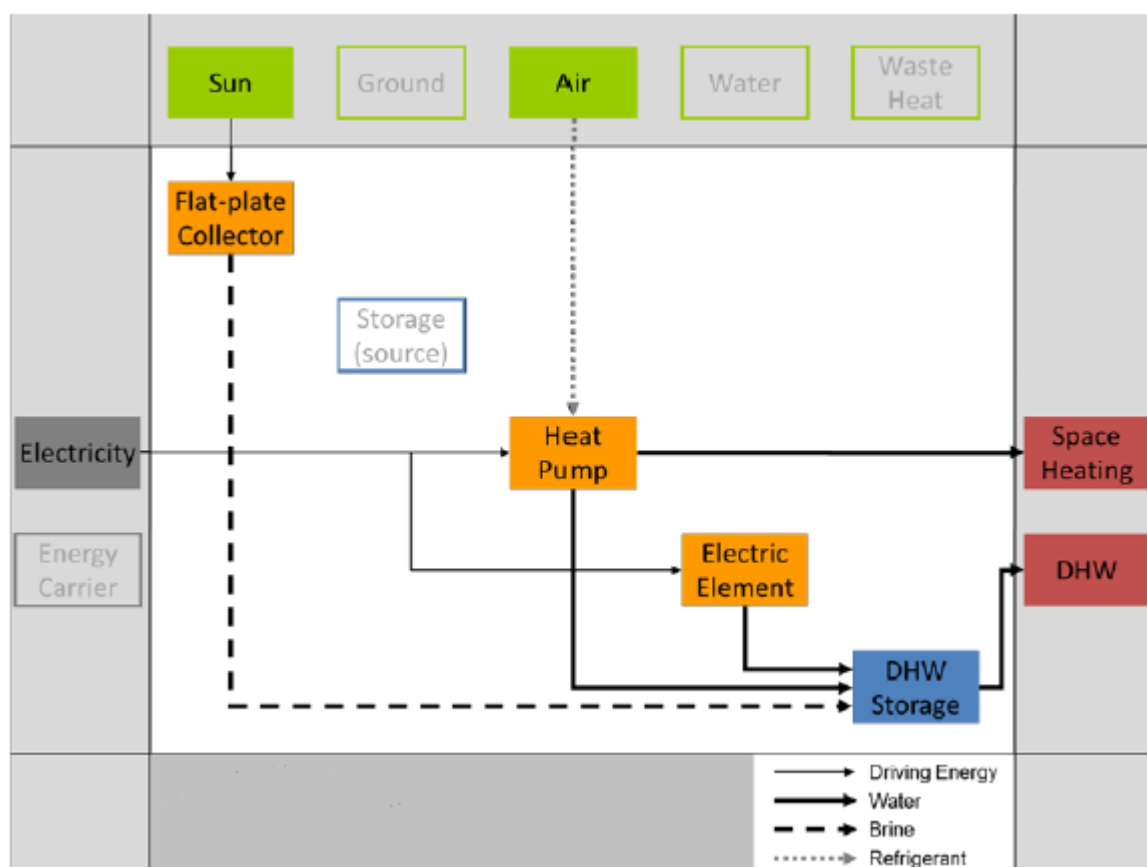 Sun
Ground
Air
Water
Waste
Heat
Flat-plate
Collector
Storage
(source)
Electricity
Heat
Pump
Space
Heating
Energy
Carrier
Electric
Element
DHW
DHW
Storage
Driving Energy
Water
Brine
Refrigerant